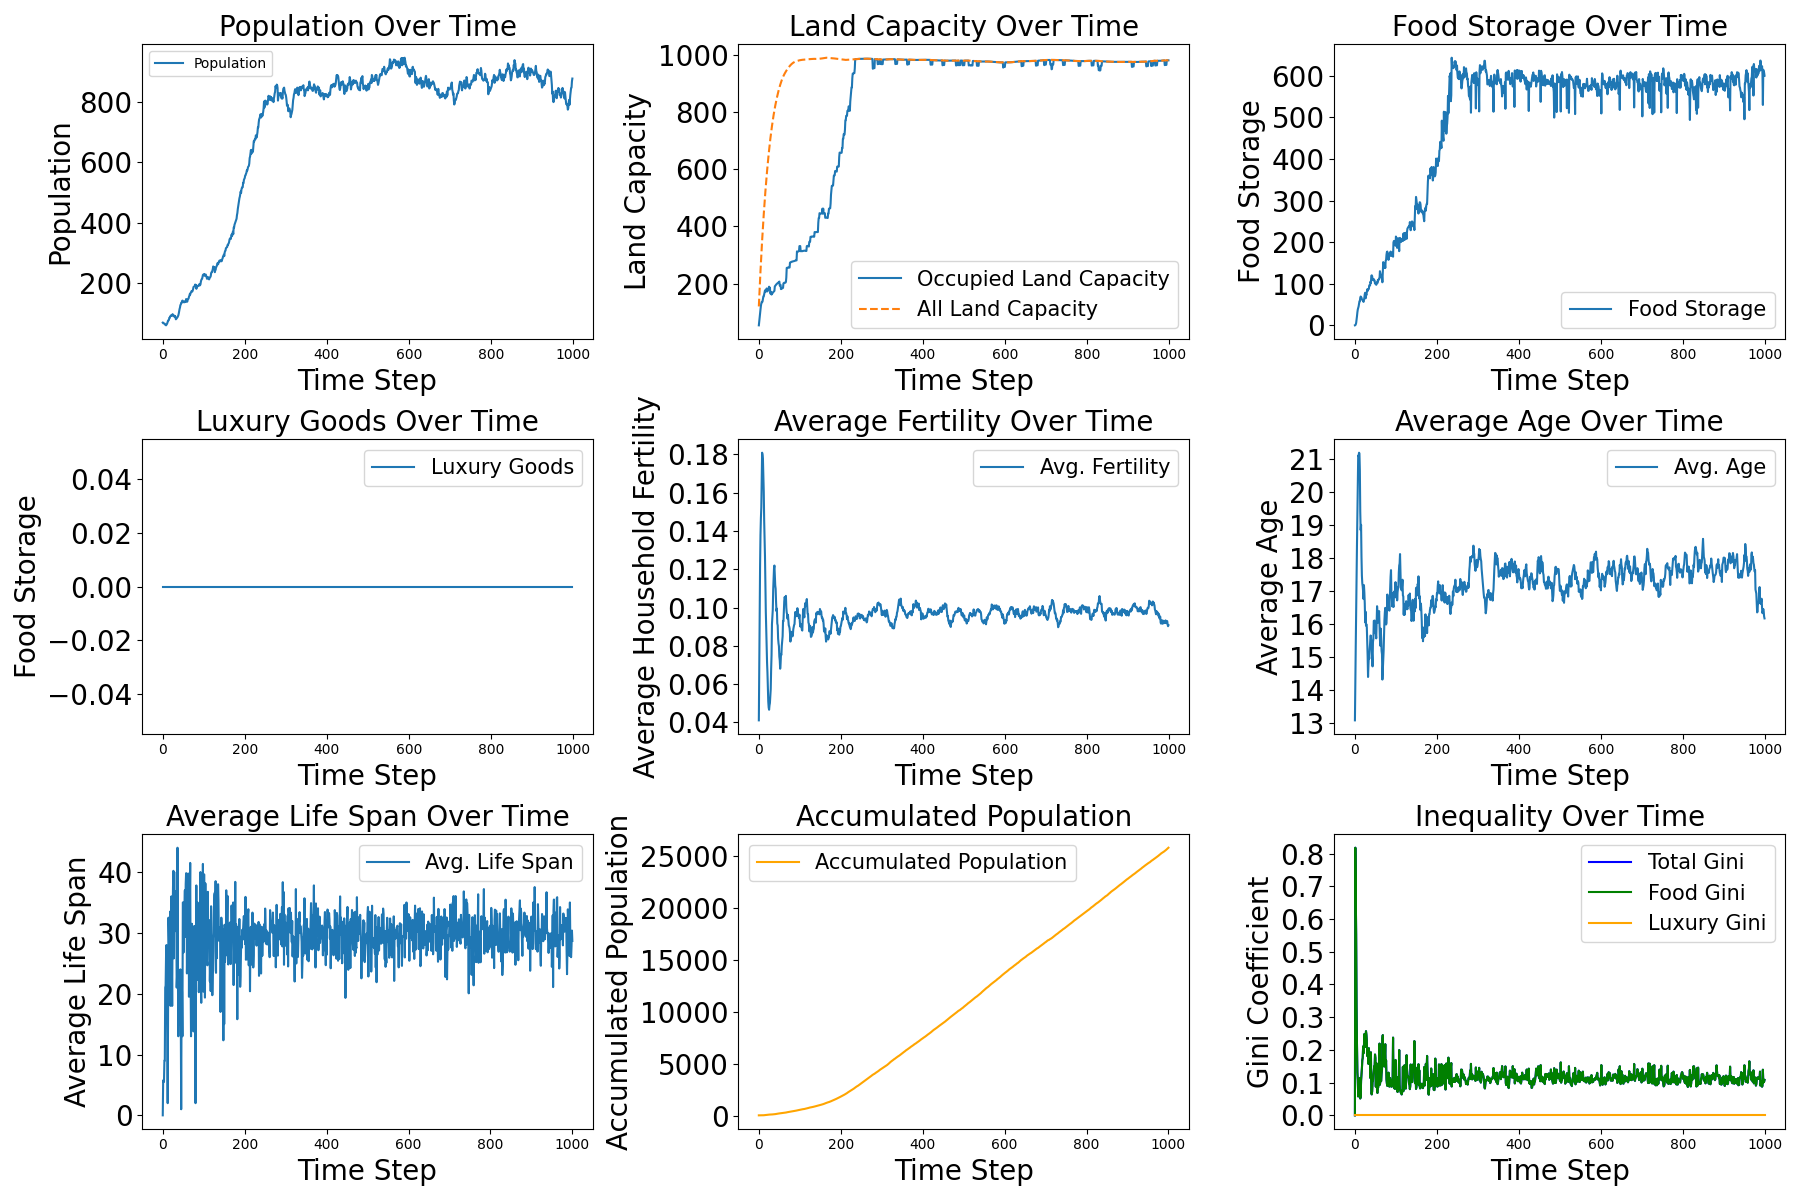 Population Over Time
Population
800
600
400
200
Population
0 200 400 600 800 1000
Time Step
Land Capacity Over Time
1000
800
600
400
200
Land Capacity
Occupied Land Capacity
All Land Capacity
0 200 400 600 800 1000
Time Step
Food Storage Over Time
600
500
400
300
200
100
0
Food Storage
Food Storage
0 200 400 600 800 1000
Time Step
Luxury Goods Over Time
Luxury Goods
0.04
0.02
0.00
−0.02
−0.04
Food Storage
0 200 400 600 800 1000
Time Step
Average Fertility Over Time
Avg. Fertility
0.18
0.16
0.14
0.12
0.10
0.08
0.06
0.04
Average Household Fertility
0 200 400 600 800 1000
Time Step
Average Age Over Time
Avg. Age
21
20
19
18
17
16
15
14
13
Average Age
0 200 400 600 800 1000
Time Step
Average Life Span Over Time
Avg. Life Span
40
30
20
10
0
Average Life Span
0 200 400 600 800 1000
Time Step
Accumulated Population
Accumulated Population
25000
20000
15000
10000
5000
0
Accumulated Population
0 200 400 600 800 1000
Time Step
Inequality Over Time
Total Gini
Food Gini
Luxury Gini
0.8
0.7
0.6
0.5
0.4
0.3
0.2
0.1
0.0
Gini Coefficient
0 200 400 600 800 1000
Time Step